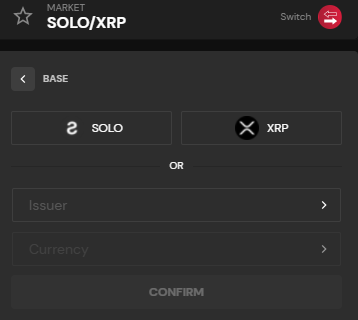 MARKET
SOLO/XRP
Switch
BASE
SOLO
XRP
OR
Issuer
Currency
CONFIRM